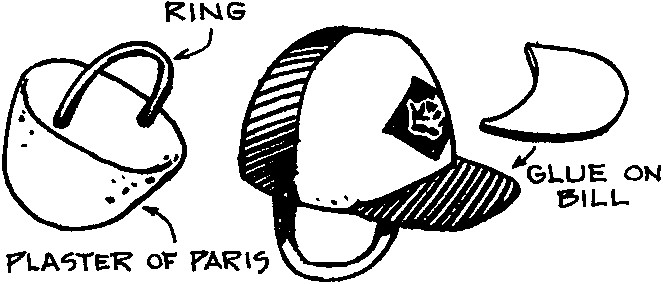 RING
GLUE ON
BILL
PLASTER OF PARIS